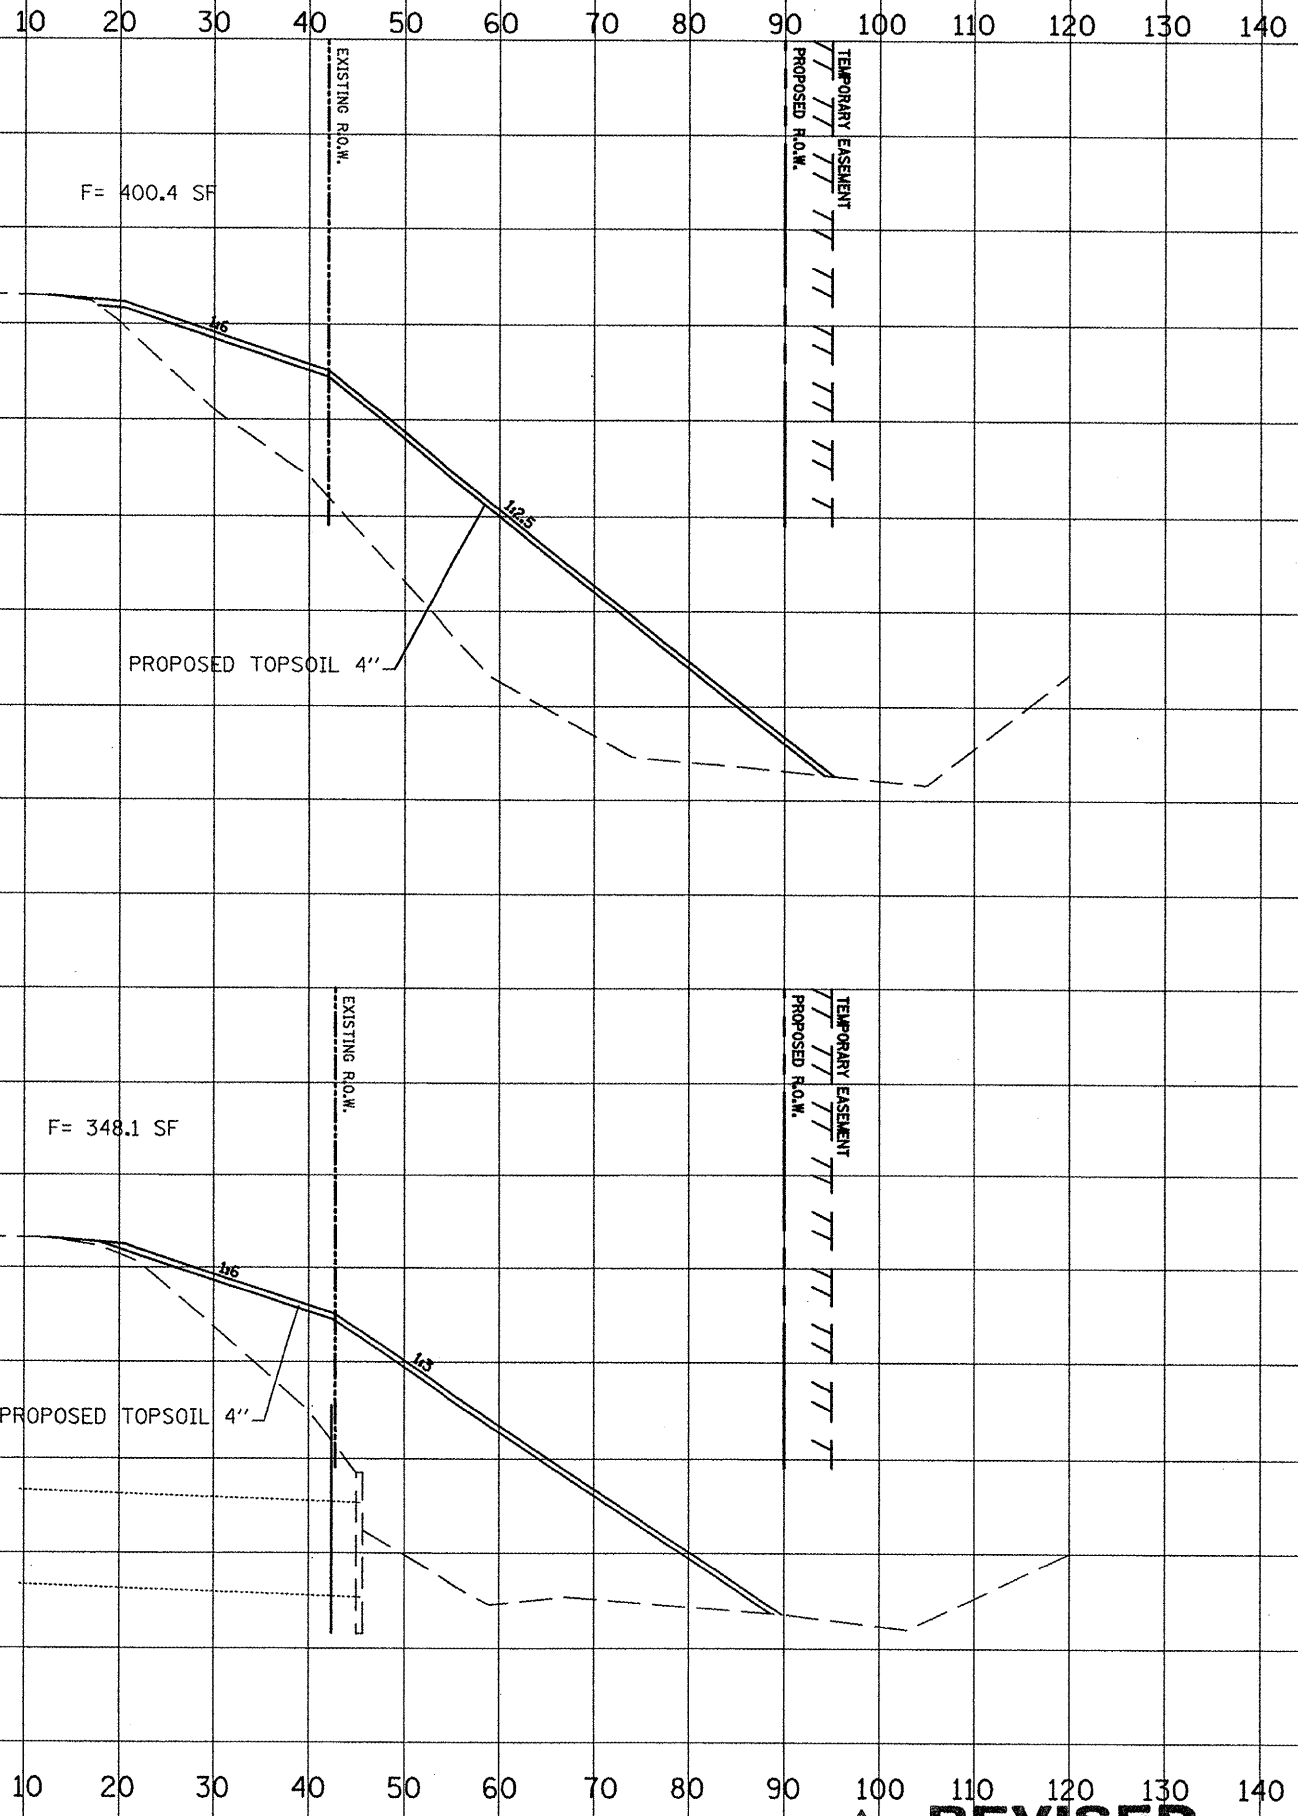 10 20 30 40 50 60 70 80 90 100 110 120 130 140
EXISTING R.O.W.
PROPOSED R.O.W.
TEMPORARY EASEMENT
F= 400.4 SF
1:6
1:2.5
PROPOSED TOPSOIL 4''
EXISTING R.O.W.
PROPOSED R.O.W.
TEMPORARY EASEMENT
F= 348.1 SF
1:6
1:3
PROPOSED TOPSOIL 4''
10 20 30 40 50 60 70 80 90 100 110 120 130 140
REVISED